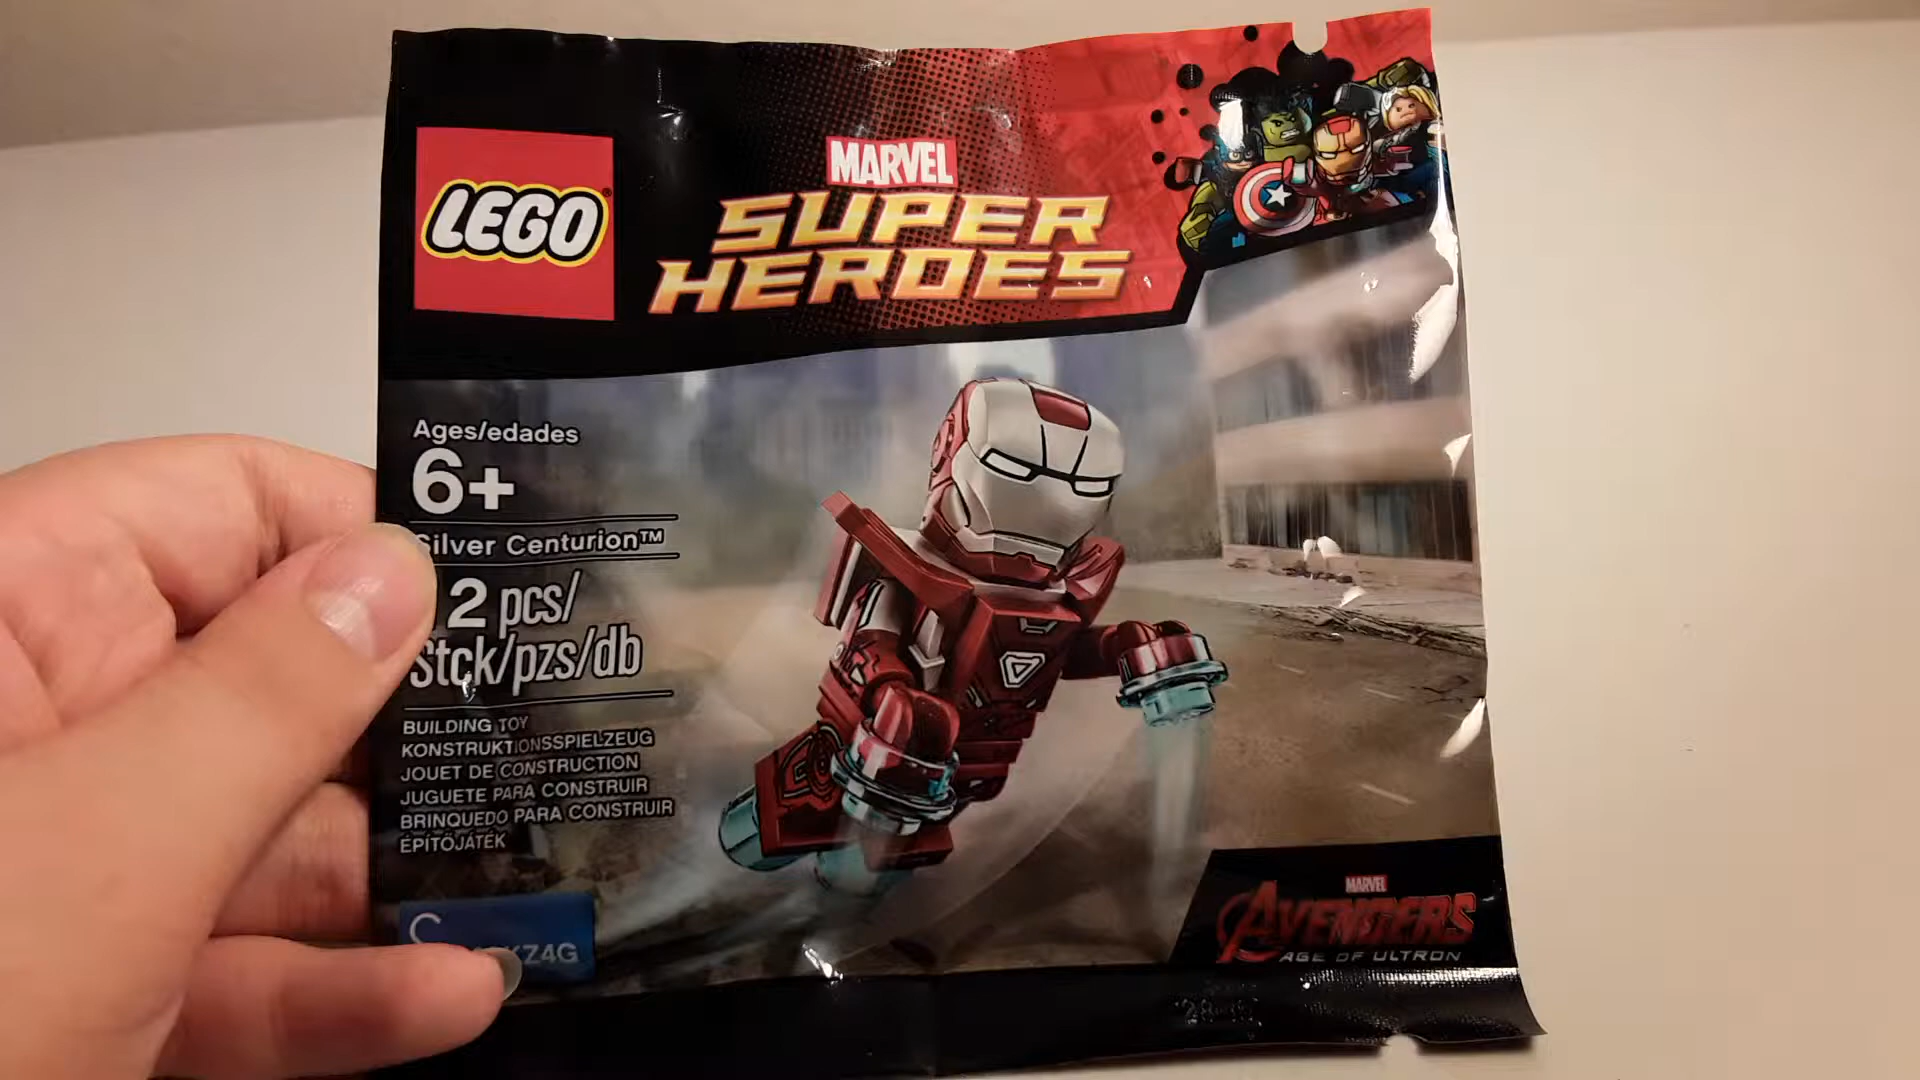 LEGO®
MARVEL
SUPER
HEROES
Ages/edades
6+
Silver Centurion™
2 pcs/
Stck/pzs/db
BUILDING TOY
KONSTRUKTIONSSPIELZEUG
JOUET DE CONSTRUCTION
JUGUETE PARA CONSTRUIR
BRINQUEDO PARA CONSTRUIR
ÉPÍTŐJÁTÉK
MARVEL
AVENGERS
AGE OF ULTRON